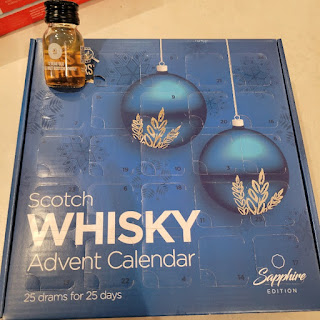 Scotch
WHISKY
Advent Calendar
25 drams for 25 days
Sapphire
EDITION